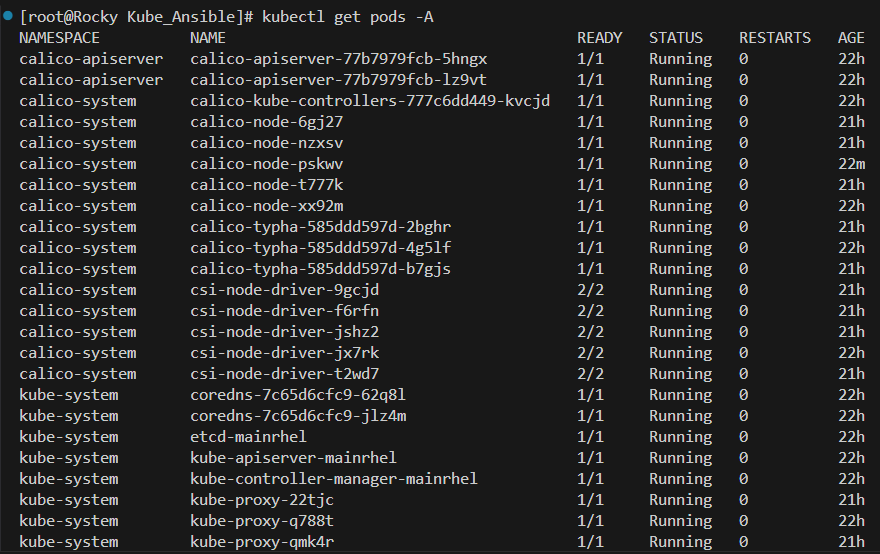 [root@Rocky Kube_Ansible]# kubectl get pods -A
NAMESPACE NAME READY STATUS RESTARTS AGE
calico-apiserver calico-apiserver-77b7979fcb-5hngx 1/1 Running 0 22h
calico-apiserver calico-apiserver-77b7979fcb-lz9vt 1/1 Running 0 22h
calico-system calico-kube-controllers-777c6dd449-kvcjd 1/1 Running 0 22h
calico-system calico-node-6gj27 1/1 Running 0 21h
calico-system calico-node-nzxsv 1/1 Running 0 21h
calico-system calico-node-pskwv 1/1 Running 0 22m
calico-system calico-node-t777k 1/1 Running 0 21h
calico-system calico-node-xx92m 1/1 Running 0 22h
calico-system calico-typha-585ddd597d-2bghr 1/1 Running 0 21h
calico-system calico-typha-585ddd597d-4g5lf 1/1 Running 0 22h
calico-system calico-typha-585ddd597d-b7gjs 1/1 Running 0 21h
calico-system csi-node-driver-9gcjd 2/2 Running 0 21h
calico-system csi-node-driver-f6rfn 2/2 Running 0 21h
calico-system csi-node-driver-jshz2 2/2 Running 0 21h
calico-system csi-node-driver-jx7rk 2/2 Running 0 22h
calico-system csi-node-driver-t2wd7 2/2 Running 0 21h
kube-system coredns-7c65d6cfc9-62q8l 1/1 Running 0 22h
kube-system coredns-7c65d6cfc9-jlz4m 1/1 Running 0 22h
kube-system etcd-mainrhel 1/1 Running 0 22h
kube-system kube-apiserver-mainrhel 1/1 Running 0 22h
kube-system kube-controller-manager-mainrhel 1/1 Running 0 22h
kube-system kube-proxy-22tjc 1/1 Running 0 21h
kube-system kube-proxy-q788t 1/1 Running 0 22h
kube-system kube-proxy-qmk4r 1/1 Running 0 21h